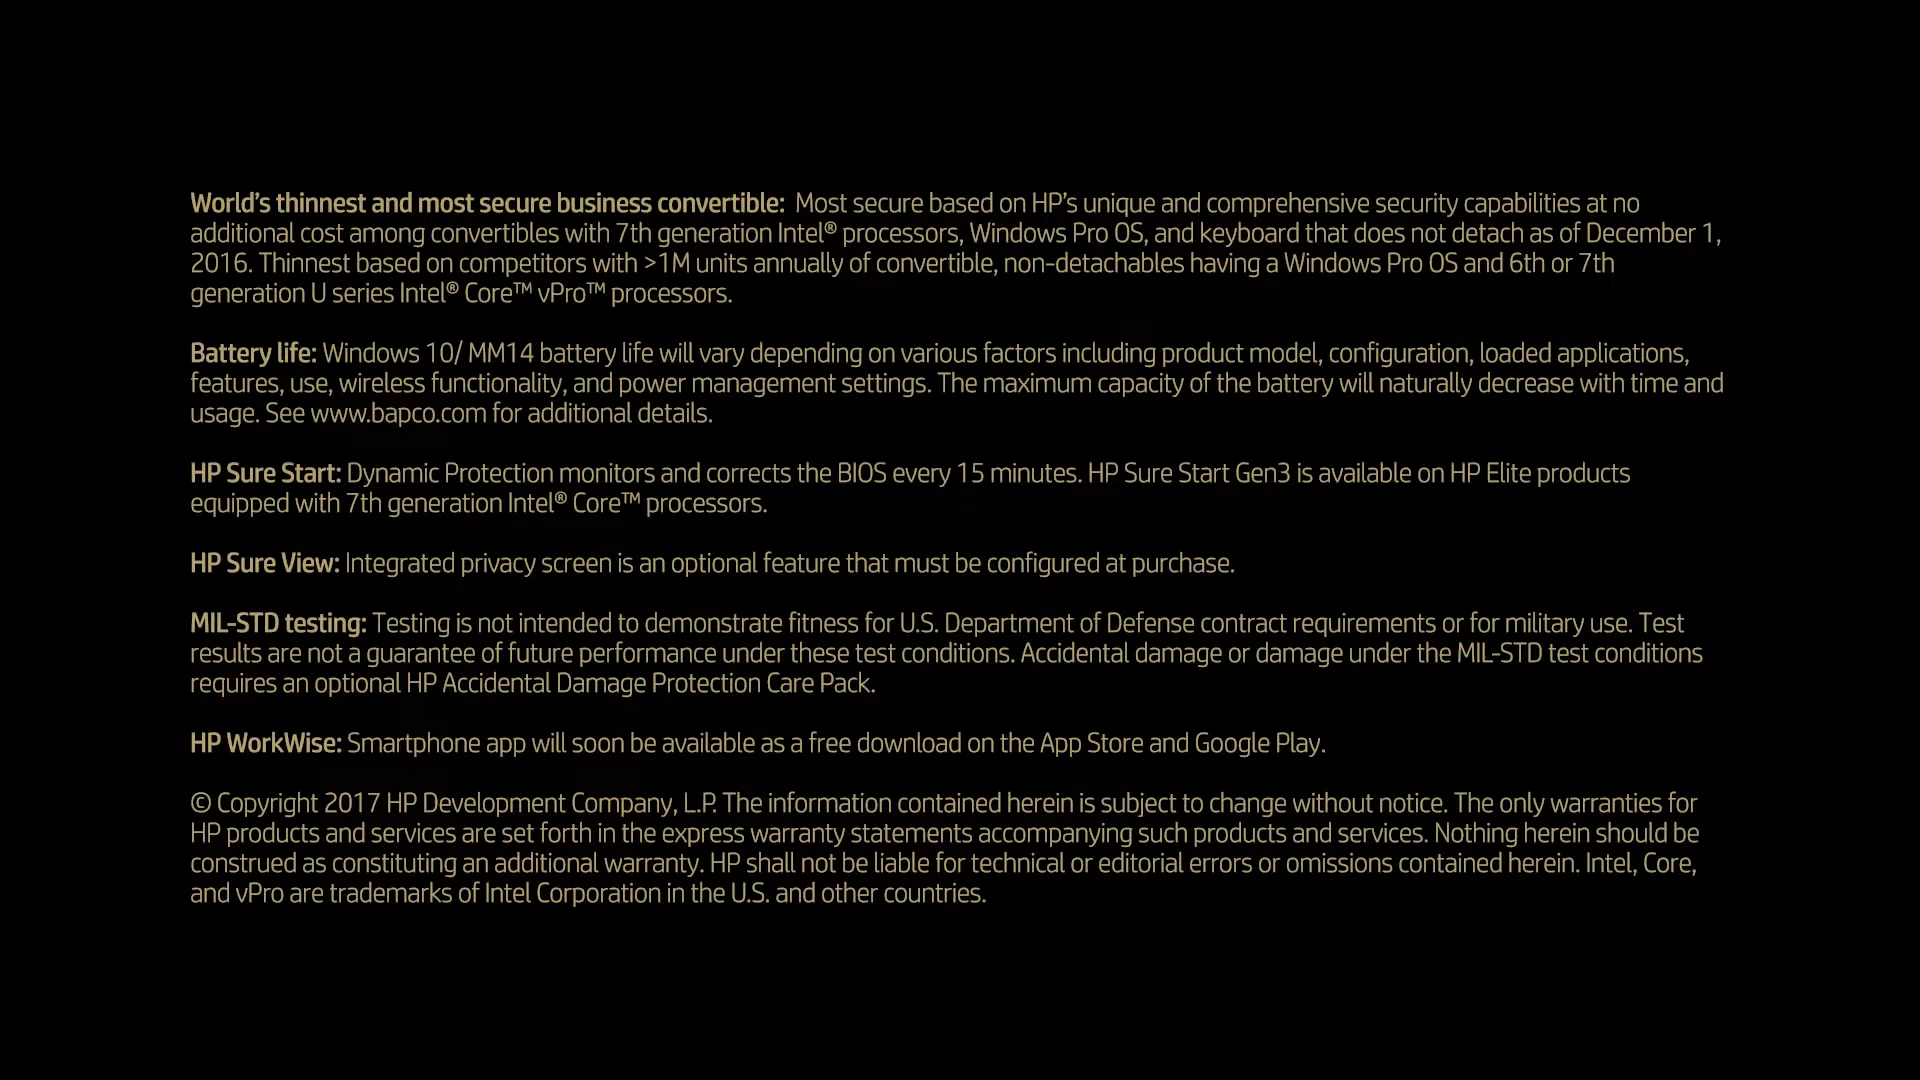 World’s thinnest and most secure business convertible: Most secure based on HP’s unique and comprehensive security capabilities at no
additional cost among convertibles with 7th generation Intel® processors, Windows Pro OS, and keyboard that does not detach as of December 1,
2016. Thinnest based on competitors with >1M units annually of convertible, non-detachables having a Windows Pro OS and 6th or 7th
generation U series Intel® Core™ vPro™ processors.
Battery life: Windows 10/ MM14 battery life will vary depending on various factors including product model, configuration, loaded applications,
features, use, wireless functionality, and power management settings. The maximum capacity of the battery will naturally decrease with time and
usage. See www.bapco.com for additional details.
HP Sure Start: Dynamic Protection monitors and corrects the BIOS every 15 minutes. HP Sure Start Gen3 is available on HP Elite products
equipped with 7th generation Intel® Core™ processors.
HP Sure View: Integrated privacy screen is an optional feature that must be configured at purchase.
MIL-STD testing: Testing is not intended to demonstrate fitness for U.S. Department of Defense contract requirements or for military use. Test
results are not a guarantee of future performance under these test conditions. Accidental damage or damage under the MIL-STD test conditions
requires an optional HP Accidental Damage Protection Care Pack.
HP WorkWise: Smartphone app will soon be available as a free download on the App Store and Google Play.
© Copyright 2017 HP Development Company, L.P. The information contained herein is subject to change without notice. The only warranties for
HP products and services are set forth in the express warranty statements accompanying such products and services. Nothing herein should be
construed as constituting an additional warranty. HP shall not be liable for technical or editorial errors or omissions contained herein. Intel, Core,
and vPro are trademarks of Intel Corporation in the U.S. and other countries.